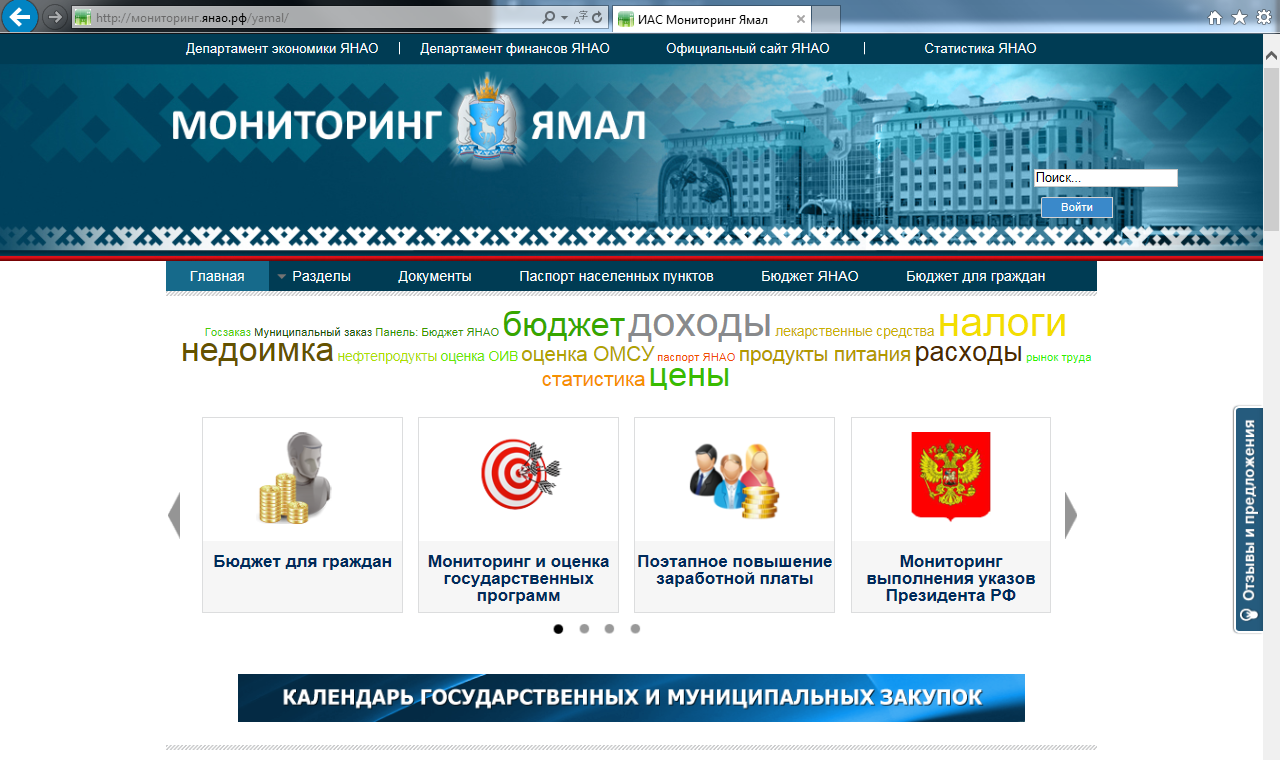 http://мониторинг.янао.рф/yamal/
ИАС Мониторинг Ямал
Департамент экономики ЯНАО | Департамент финансов ЯНАО Официальный сайт ЯНАО | Статистика ЯНАО
МОНИТОРИНГ ЯМАЛ
Поиск...
Войти
Главная Разделы Документы Паспорт населенных пунктов Бюджет ЯНАО Бюджет для граждан
Госзаказ Муниципальный заказ Панель: Бюджет ЯНАО бюджет доходы лекарственные средства налоги
недоимка нефтепродукты оценка ОИВ оценка ОМСУ паспорт ЯНАО продукты питания расходы рынок труда
статистика цены
Бюджет для граждан
Мониторинг и оценка
государственных
программ
Поэтапное повышение
заработной платы
Мониторинг
выполнения указов
Президента РФ
Отзывы и предложения
КАЛЕНДАРЬ ГОСУДАРСТВЕННЫХ И МУНИЦИПАЛЬНЫХ ЗАКУПОК